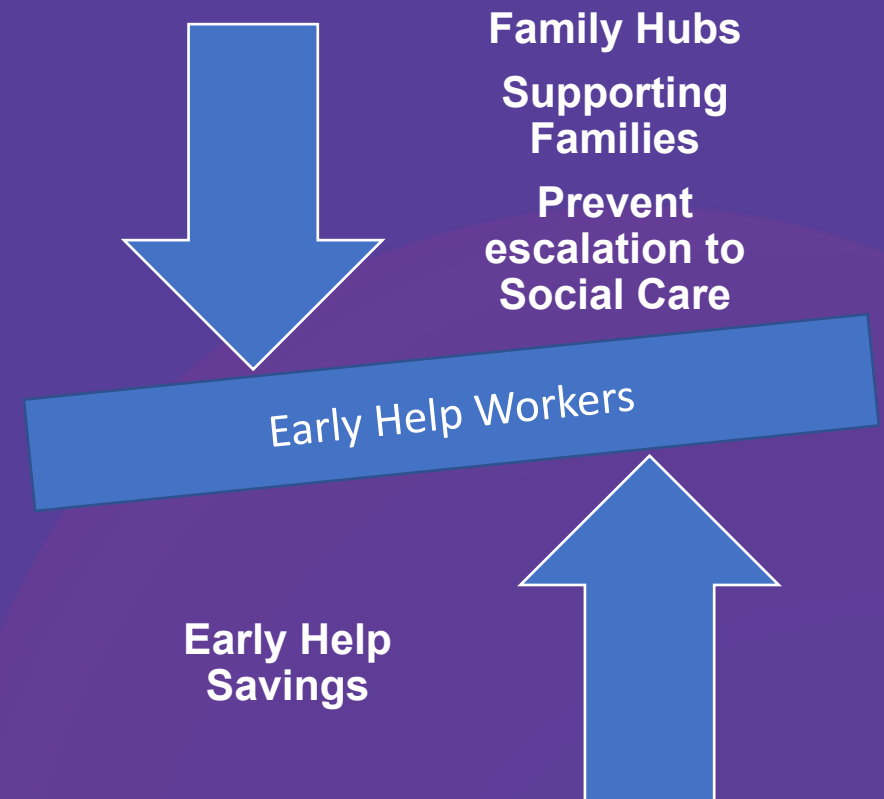 Family Hubs
Supporting
Families
Prevent
escalation to
Social Care
Early Help Workers
Early Help
Savings